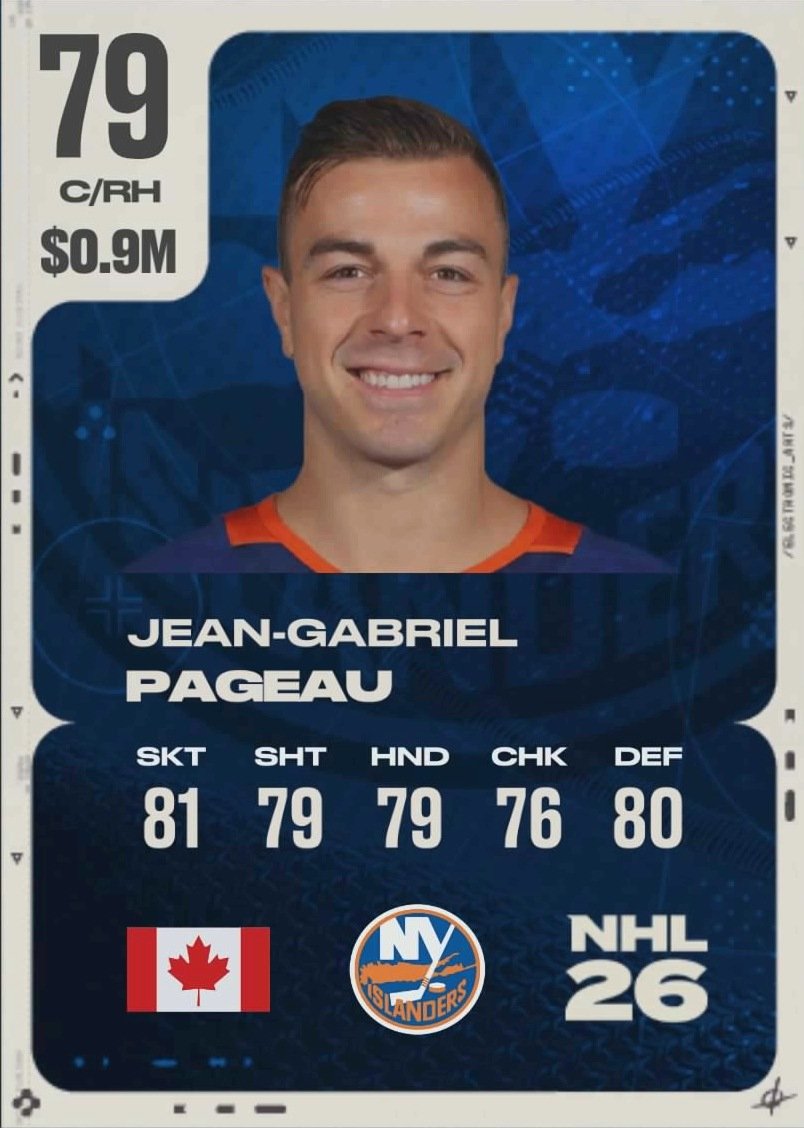 79
C/RH
$0.9M
/ELECTRONIC_ARTS/
JEAN-GABRIEL
PAGEAU
SKT SHT HND CHK DEF
81 79 79 76 80
NY
ISLANDERS
NHL
26